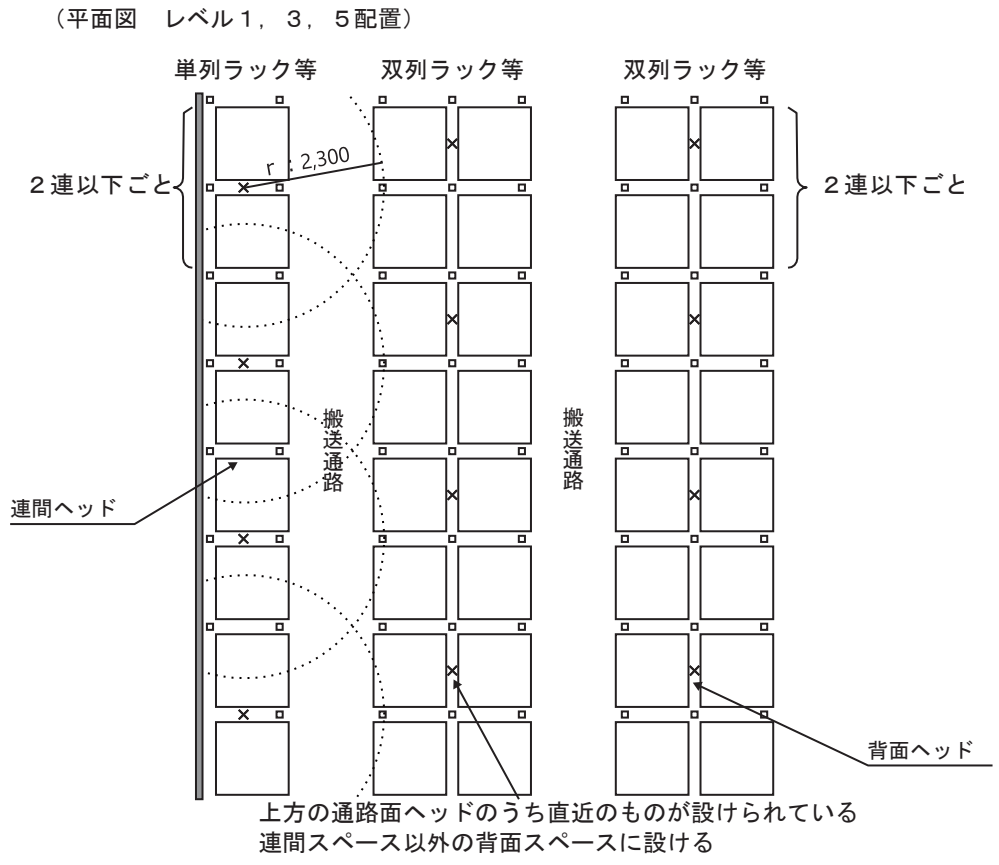 （平面図　レベル１，３，５配置）
単列ラック等
双列ラック等
双列ラック等
r：2,300
２連以下ごと
２連以下ごと
搬送通路
搬送通路
連間ヘッド
背面ヘッド
上方の通路面ヘッドのうち直近のものが設けられている
連間スペース以外の背面スペースに設ける